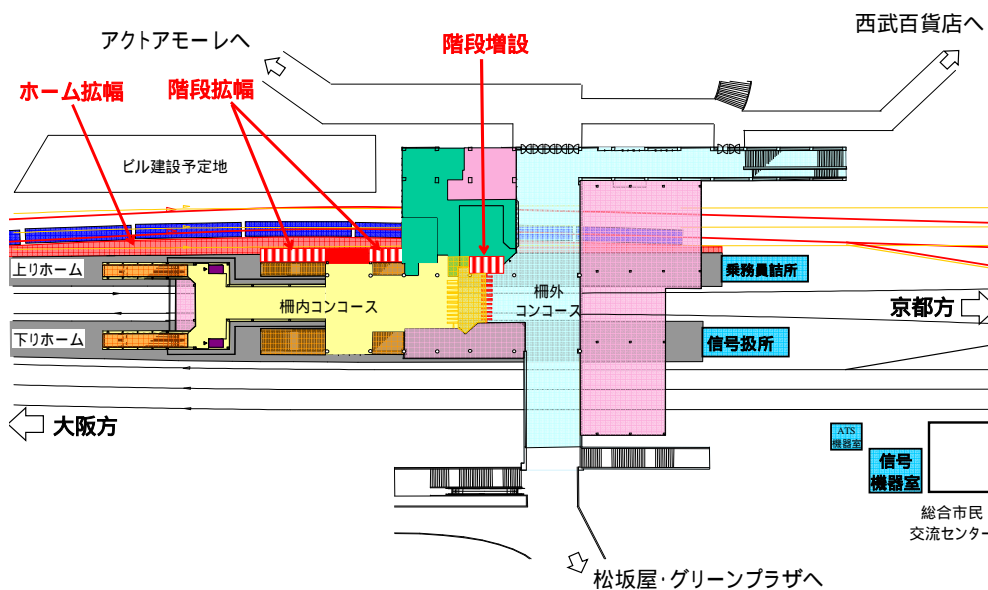 西武百貨店へ
アクトアモーレへ
階段増設
ホーム拡幅
階段拡幅
ビル建設予定地
上りホーム
乗務員詰所
柵内コンコース
柵外
コンコース
京都方
下りホーム
信号扱所
大阪方
ATS
機器室
信号
機器室
総合市民
交流センター
松坂屋・グリーンプラザへ